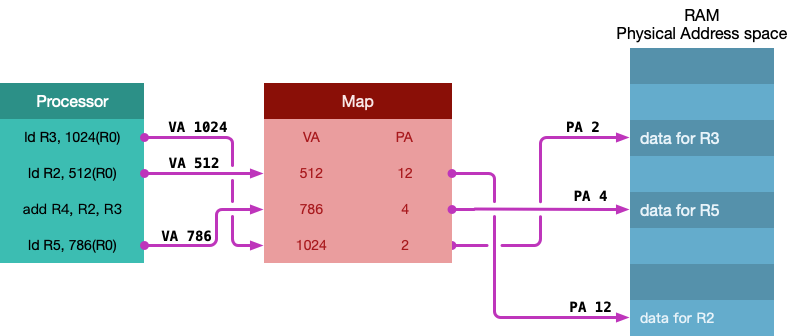 RAM
Physical Address space
Processor
Map
ld R3, 1024(R0)
VA 1024
VA
PA
PA 2
data for R3
ld R2, 512(R0)
VA 512
512
12
add R4, R2, R3
786
4
PA 4
data for R5
ld R5, 786(R0)
VA 786
1024
2
PA 12
data for R2